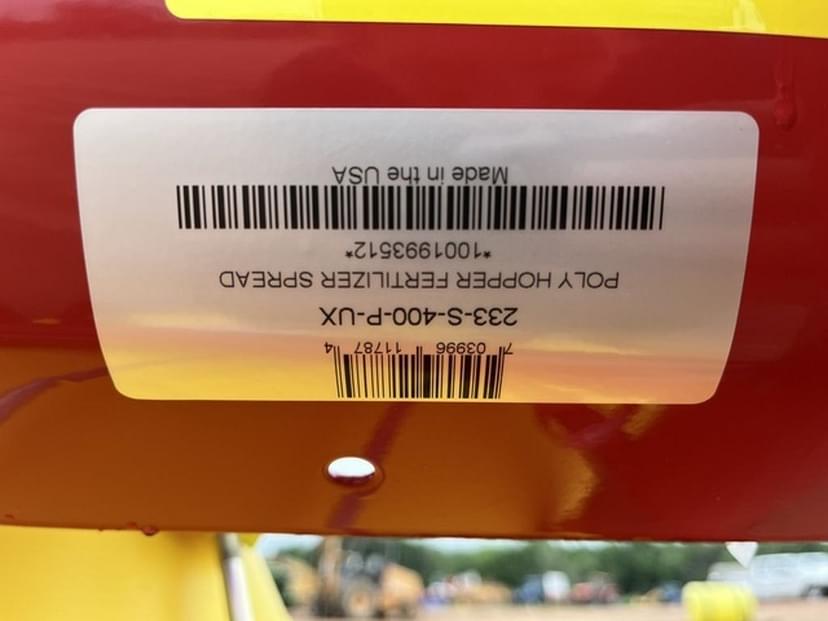 7 03996 11787 4
233-S-400-P-UX
POLY HOPPER FERTILIZER SPREAD
*1001993512*
Made in the USA